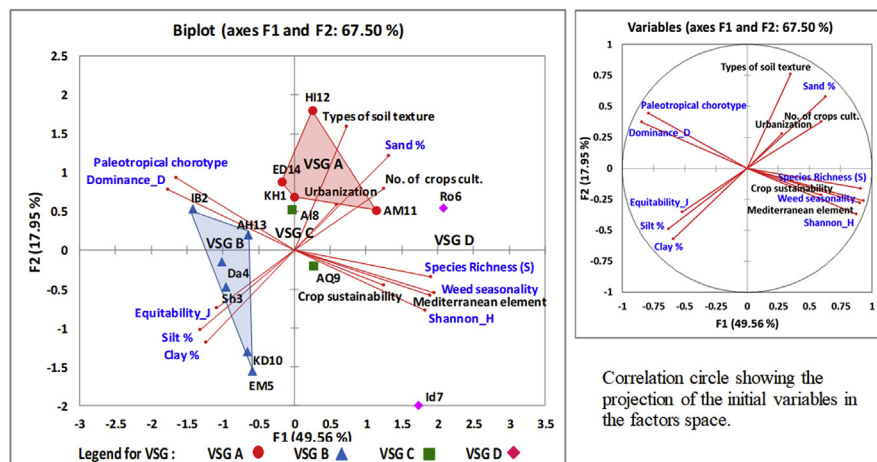 Biplot (axes F1 and F2: 67.50 %)
2.5
2
1.5
1
0.5
0
-0.5
-1
-1.5
-2
F2 (17.95 %)
HI12
Types of soil texture
Sand %
VSG A
ED14
Paleotropical chorotype
Dominance_D
Urbanization
No. of crops cult.
KH1
Ro6
IB2
AI8
AM11
AH13
VSG C
VSG D
VSG B
Species Richness (S)
Da4
AQ9
Weed seasonality
Sh3
Crop sustainability
Mediterranean element
Equitability_J
Shannon_H
Silt %
Clay %
KD10
EM5
Id7
-3 -2.5 -2 -1.5 -1 -0.5 0 0.5 1 1.5 2 2.5 3 3.5
F1 (49.56 %)
Legend for VSG : VSG A VSG B VSG C VSG D
Variables (axes F1 and F2: 67.50 %)
1
0.75
0.5
0.25
0
-0.25
-0.5
-0.75
-1
F2 (17.95 %)
Types of soil texture
Sand %
Paleotropical chorotype
No. of crops cult.
Urbanization
Dominance_D
Species Richness (S)
Crop sustainability
Weed seasonality
Equitability_J
Mediterranean element
Silt %
Shannon_H
Clay %
-1 -0.75 -0.5 -0.25 0 0.25 0.5 0.75 1
F1 (49.56 %)
Correlation circle showing the
projection of the initial variables in
the factors space.